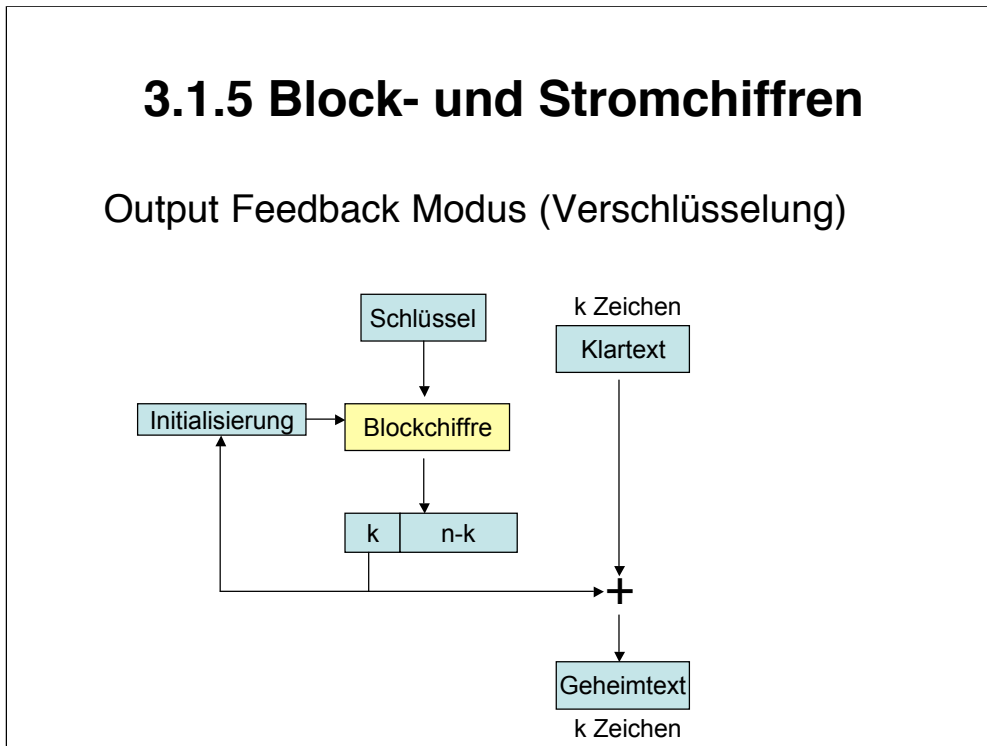 3.1.5 Block- und Stromchiffren
Output Feedback Modus (Verschlüsselung)
Schlüssel
k Zeichen
Klartext
Initialisierung
Blockchiffre
k
n-k
+
Geheimtext
k Zeichen